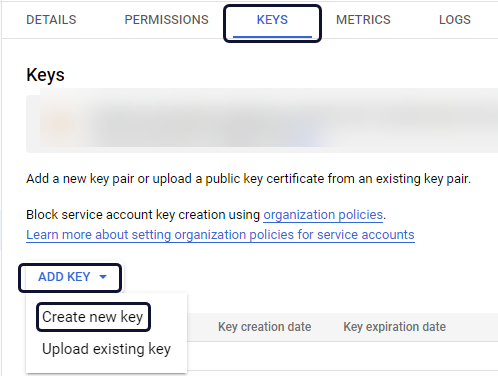 DETAILS PERMISSIONS KEYS METRICS LOGS
Keys
Add a new key pair or upload a public key certificate from an existing key pair.
Block service account key creation using organization policies.
Learn more about setting organization policies for service accounts
ADD KEY
Create new key
Key creation date Key expiration date
Upload existing key